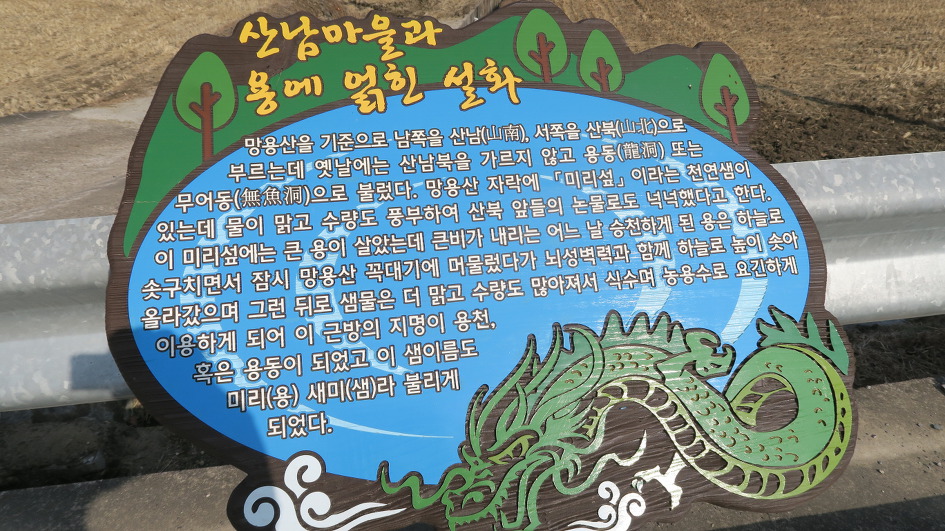 산남마을과
용에 얽힌 설화
망용산을 기준으로 남쪽을 산남(山南), 서쪽을 산북(山北)으로
부르는데 옛날에는 산남북을 가르지 않고 용동(龍洞) 또는
무어동(無魚洞)으로 불렀다. 망용산 자락에 「미리섶」이라는 천연샘이
있는데 물이 맑고 수량도 풍부하여 산북 앞들의 논물로도 넉넉했다고 한다.
이 미리섶에는 큰 용이 살았는데 큰비가 내리는 어느 날 승천하게 된 용은 하늘로
솟구치면서 잠시 망용산 꼭대기에 머물렀다가 뇌성벽력과 함께 하늘로 높이 솟아
올라갔으며 그런 뒤로 샘물은 더 맑고 수량도 많아져서 식수며 농용수로 요긴하게
이용하게 되어 이 근방의 지명이 용천,
혹은 용동이 되었고 이 샘이름도
미리(용) 새미(샘)라 불리게
되었다.